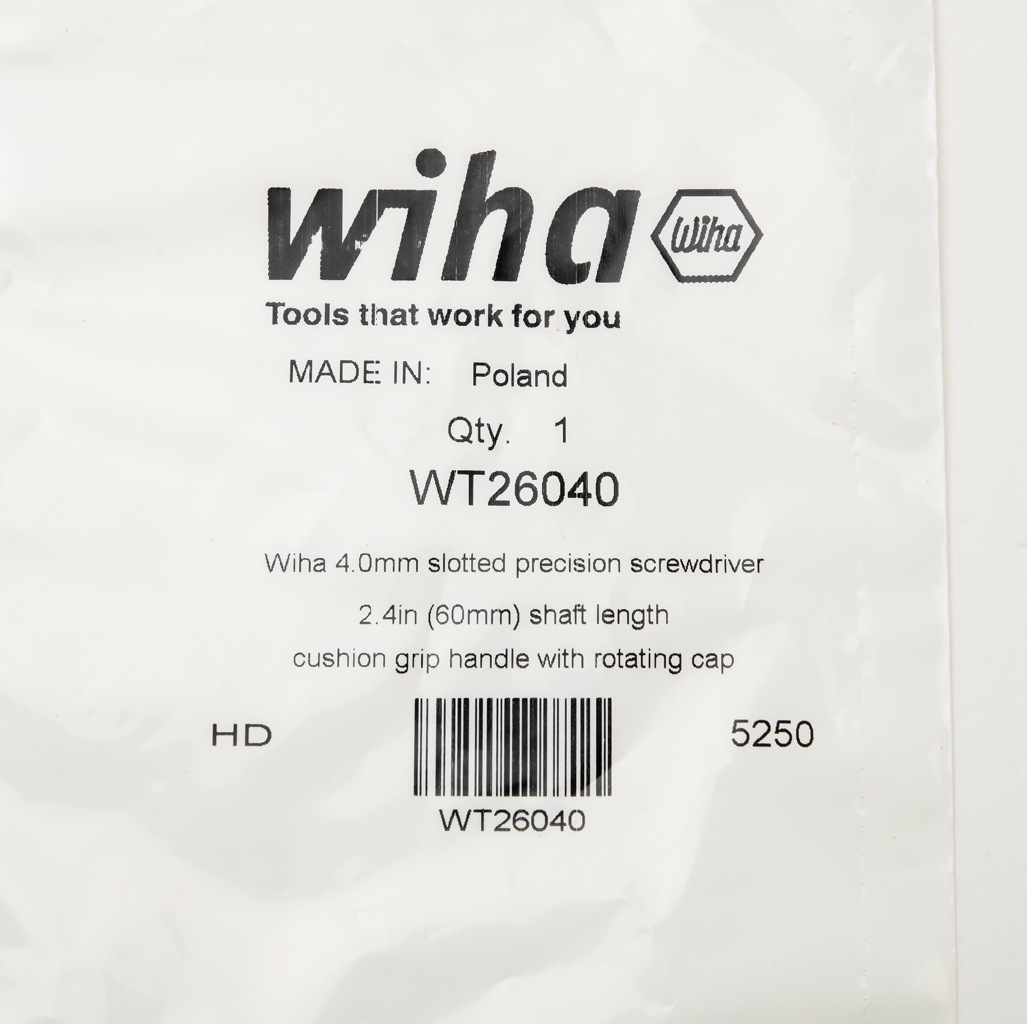 wiha Wiha
Tools that work for you
MADE IN: Poland
Qty. 1
WT26040
Wiha 4.0mm slotted precision screwdriver
2.4in (60mm) shaft length
cushion grip handle with rotating cap
HD 5250
WT26040